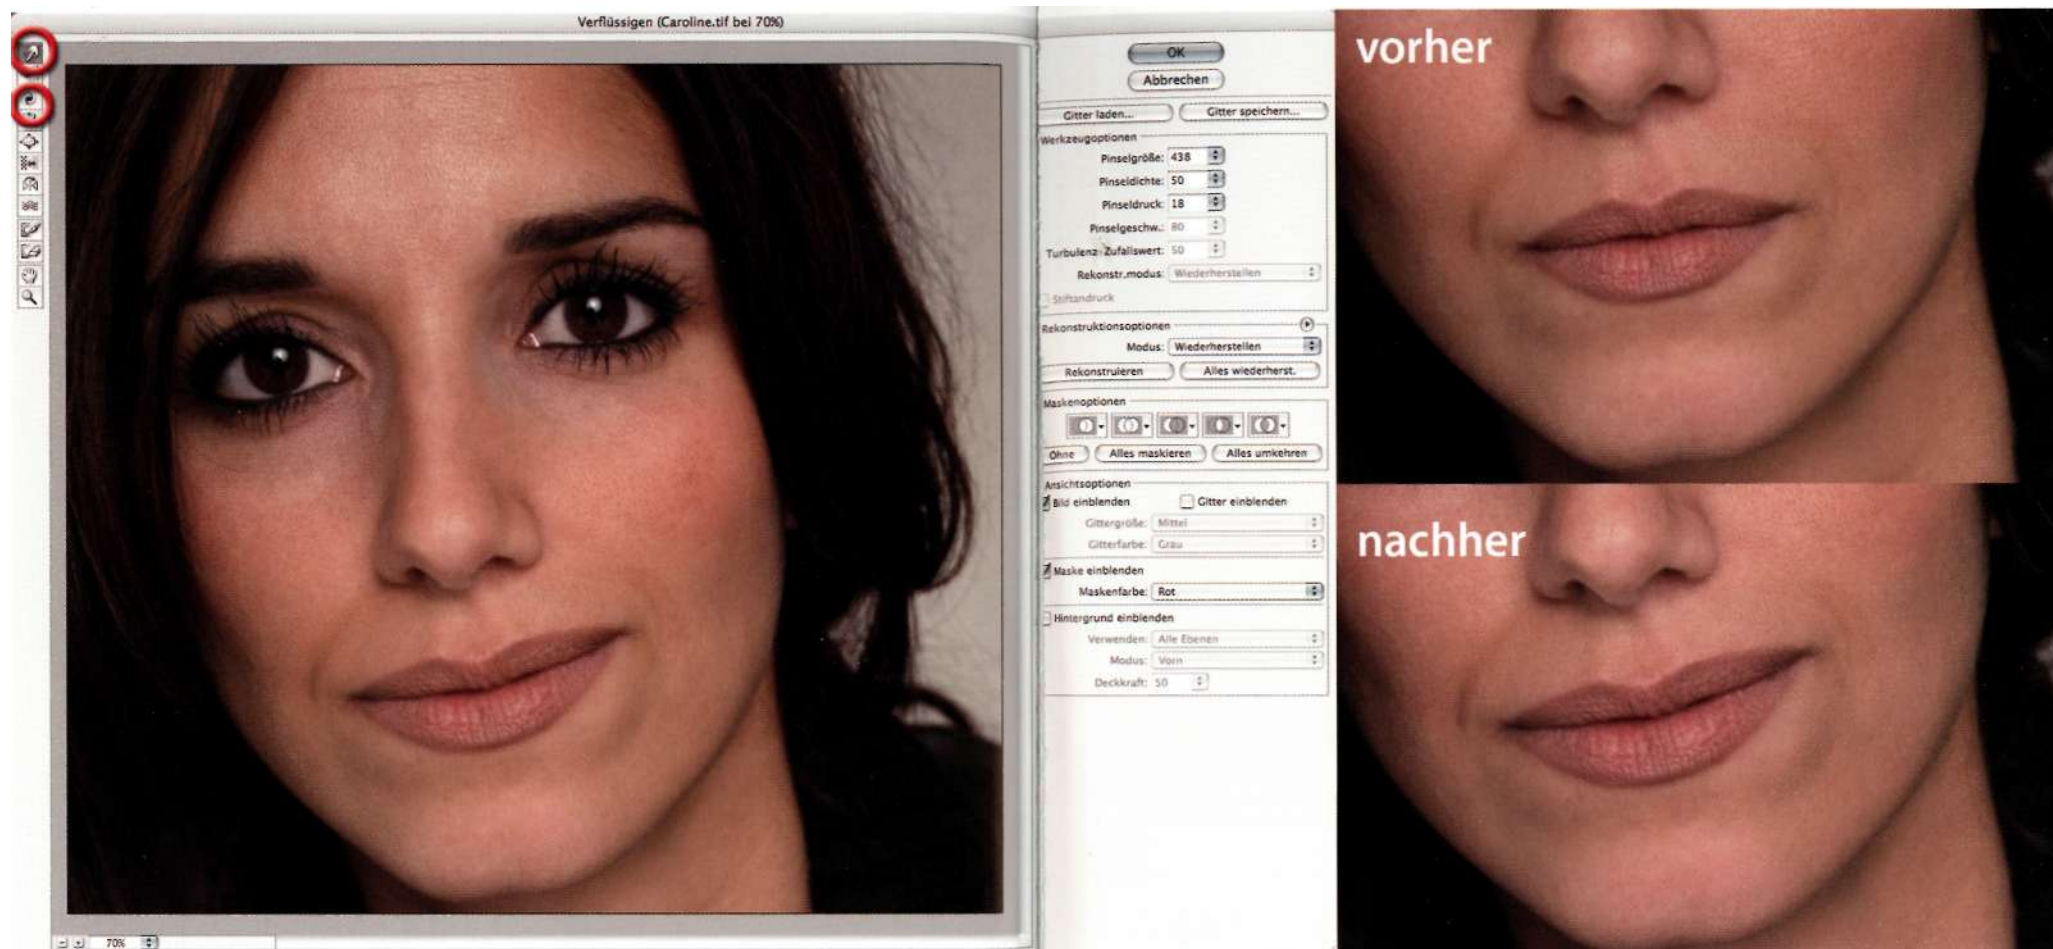 Verflüssigen (Caroline.tif bei 70%)
70%
OK
Abbrechen
Gitter laden...
Gitter speichern...
Werkzeugoptionen
Pinselgröße: 438
Pinseldichte: 50
Pinseldruck: 18
Pinselgeschw.: 80
Turbulenz-Zufallswert: 50
Rekonstr.modus: Wiederherstellen
Stiftandruck
Rekonstruktionsoptionen
Modus: Wiederherstellen
Rekonstruieren
Alles wiederherst.
Maskenoptionen
Ohne
Alles maskieren
Alles umkehren
Ansichtsoptionen
Bild einblenden
Gitter einblenden
Gittergröße: Mittel
Gitterfarbe: Grau
Maske einblenden
Maskenfarbe: Rot
Hintergrund einblenden
Verwenden: Alle Ebenen
Modus: Vorn
Deckkraft: 50
vorher
nachher